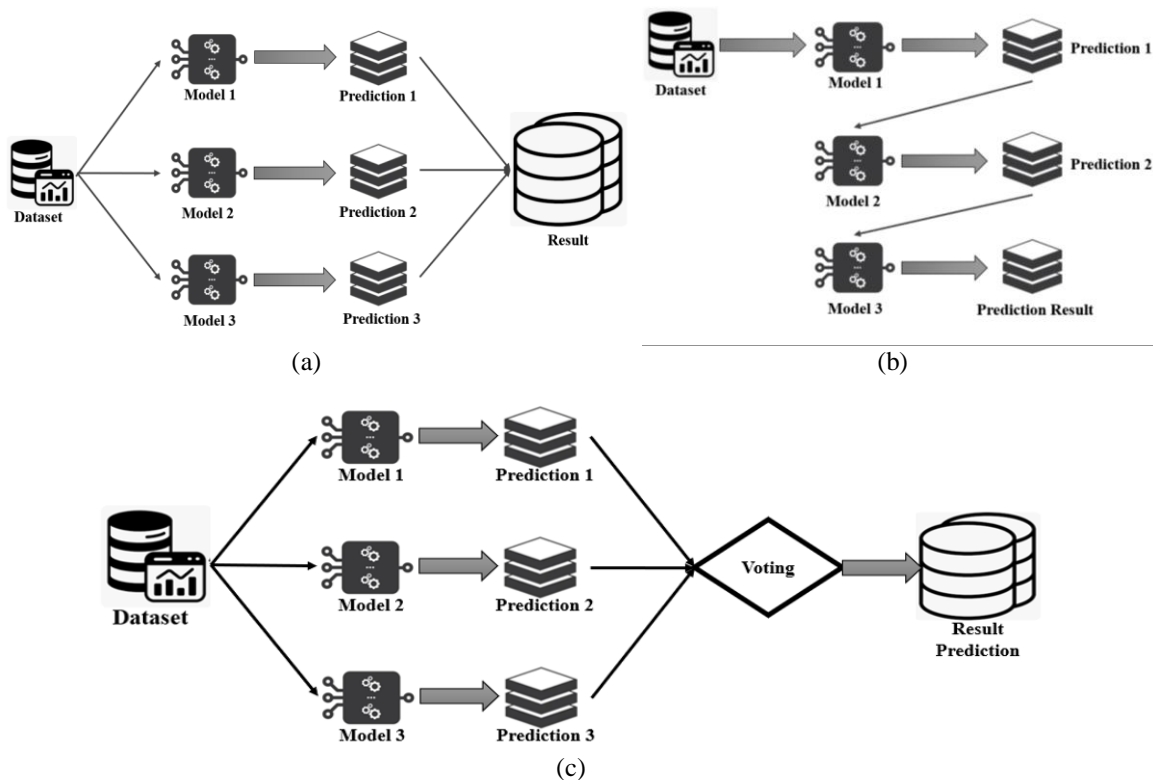 Model 1
Prediction 1
Dataset
Model 2
Prediction 2
Result
Model 3
Prediction 3
(a)
Dataset
Model 1
Prediction 1
Model 2
Prediction 2
Model 3
Prediction Result
(b)
Model 1
Prediction 1
Dataset
Model 2
Prediction 2
Voting
Result
Prediction
Model 3
Prediction 3
(c)